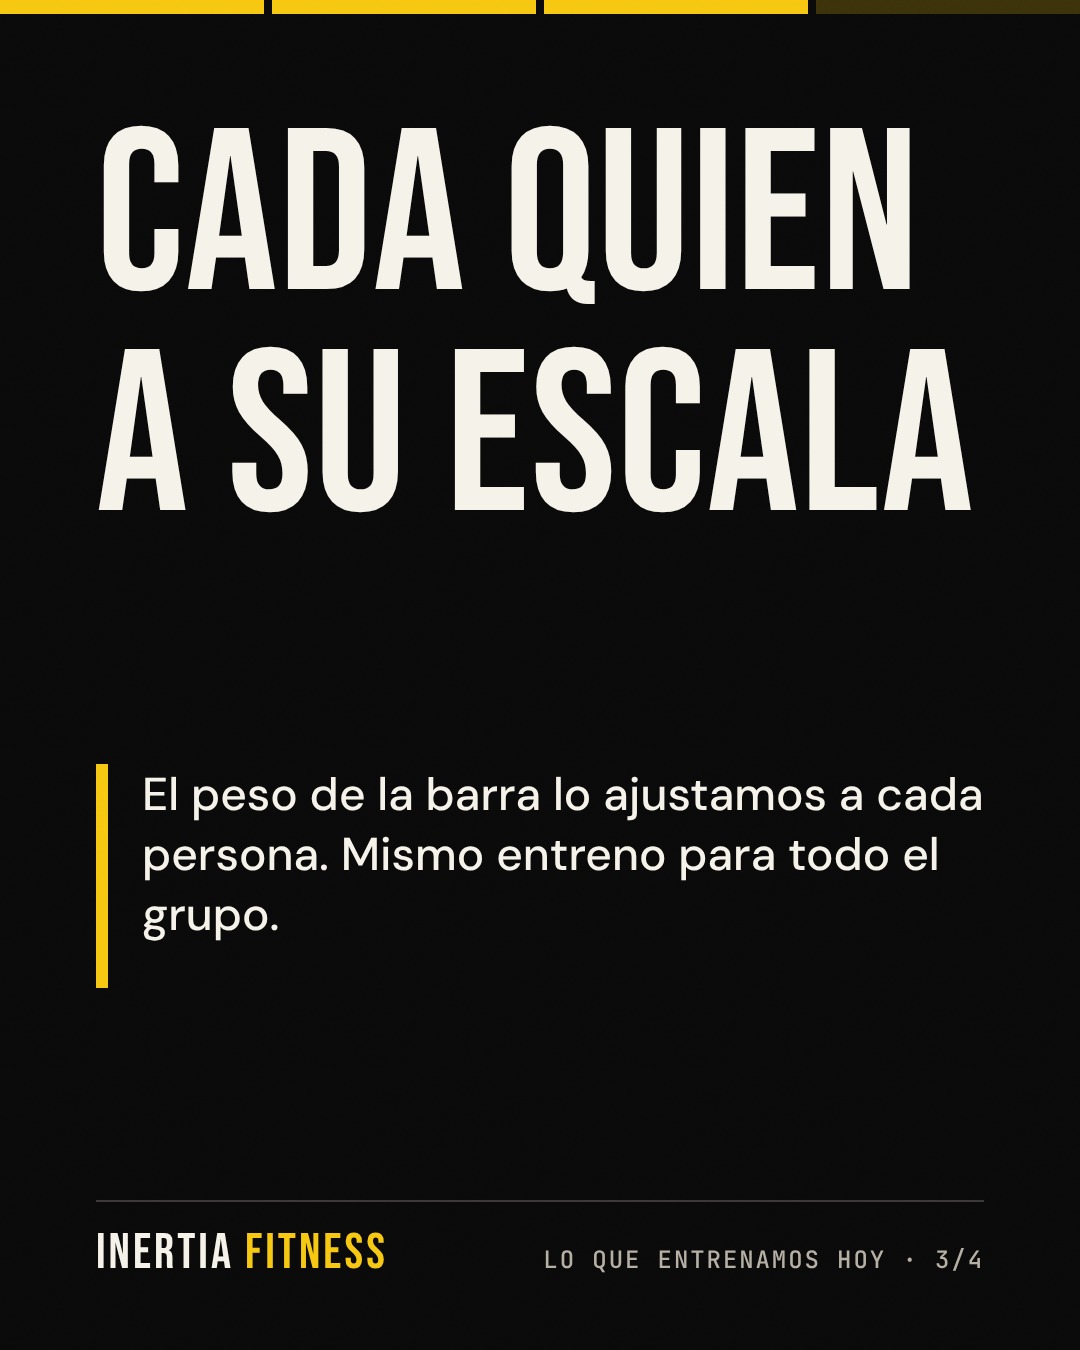 CADA QUIEN
A SU ESCALA
El peso de la barra lo ajustamos a cada
persona. Mismo entreno para todo el
grupo.
INERTIA FITNESS
LO QUE ENTRENAMOS HOY · 3/4